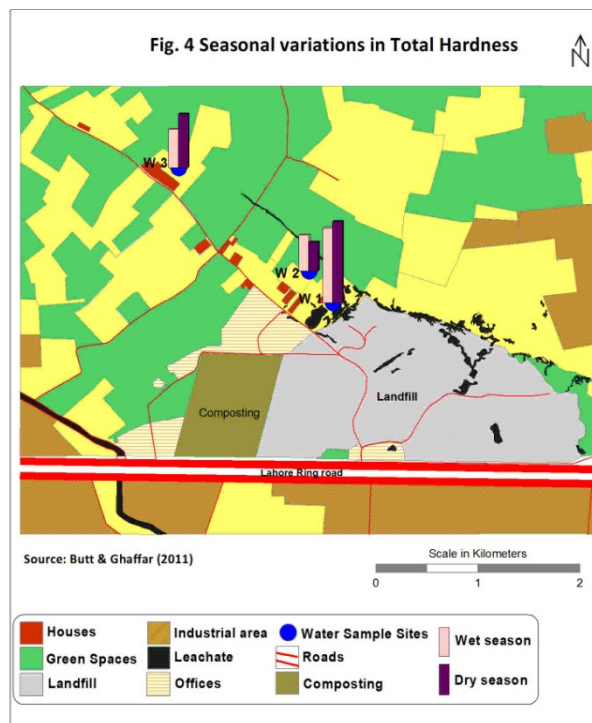 Fig. 4 Seasonal variations in Total Hardness
N
W 3
W 2
W 1
Landfill
Composting
Lahore Ring road
Source: Butt & Ghaffar (2011)
Scale in Kilometers
0 1 2
Houses Industrial area Water Sample Sites Wet season
Green Spaces Leachate Roads
Landfill Offices Composting Dry season